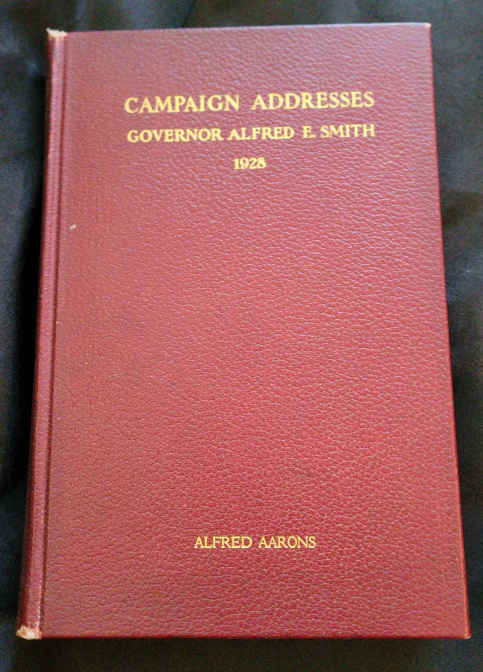 CAMPAIGN ADDRESSES
GOVERNOR ALFRED E. SMITH
1928
ALFRED AARONS